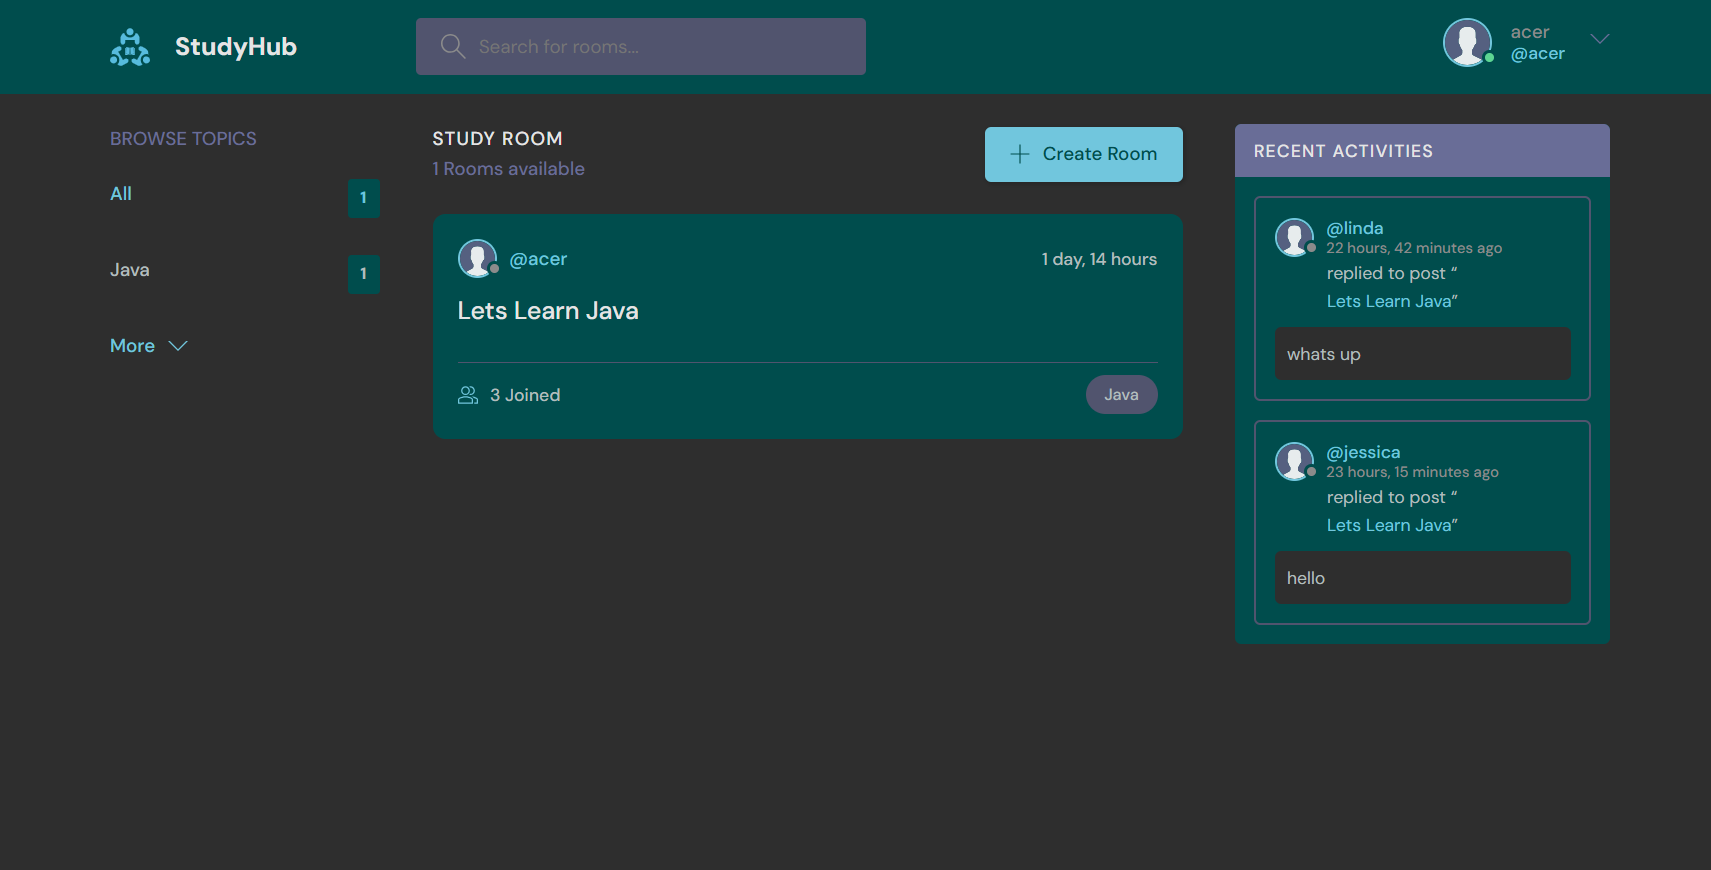 StudyHub
Search for rooms...
acer
@acer
BROWSE TOPICS
All
1
Java
1
More
STUDY ROOM
1 Rooms available
Create Room
@acer
1 day, 14 hours
Lets Learn Java
3 Joined
Java
RECENT ACTIVITIES
@linda
22 hours, 42 minutes ago
replied to post “
Lets Learn Java”
whats up
@jessica
23 hours, 15 minutes ago
replied to post “
Lets Learn Java”
hello